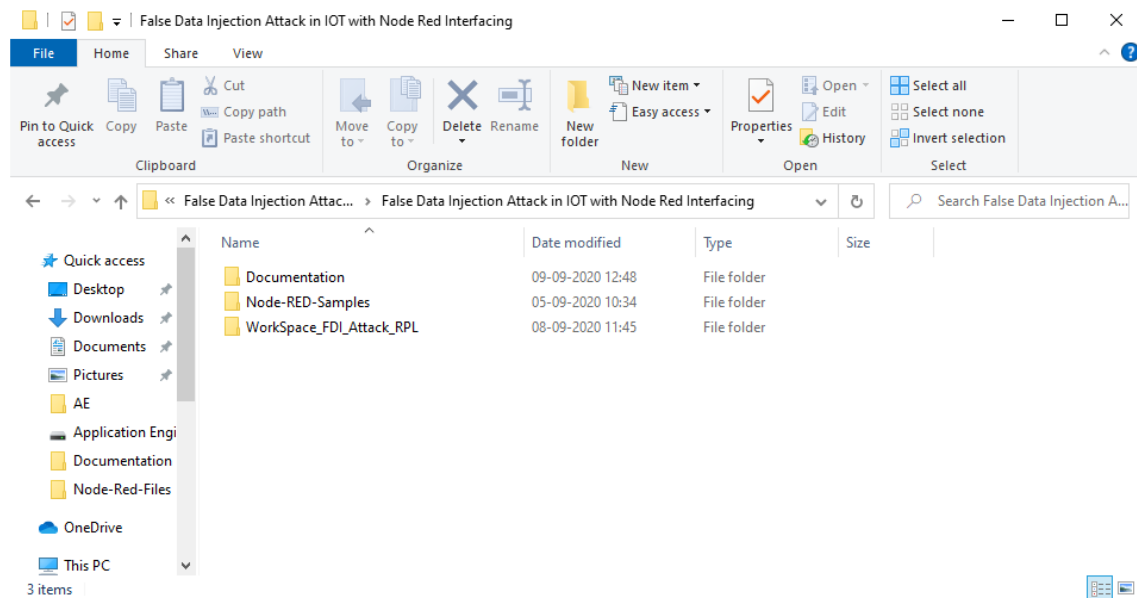 False Data Injection Attack in IOT with Node Red Interfacing
File Home Share View
Pin to Quick access
Copy
Paste
Cut
Copy path
Paste shortcut
Clipboard
Move to
Copy to
Delete
Rename
Organize
New folder
New item
Easy access
New
Properties
Open
Edit
History
Open
Select all
Select none
Invert selection
Select
« False Data Injection Attac... › False Data Injection Attack in IOT with Node Red Interfacing
Search False Data Injection A...
Quick access
Desktop
Downloads
Documents
Pictures
AE
Application Engi
Documentation
Node-Red-Files
OneDrive
This PC
Name Date modified Type Size
Documentation 09-09-2020 12:48 File folder
Node-RED-Samples 05-09-2020 10:34 File folder
WorkSpace_FDI_Attack_RPL 08-09-2020 11:45 File folder
3 items